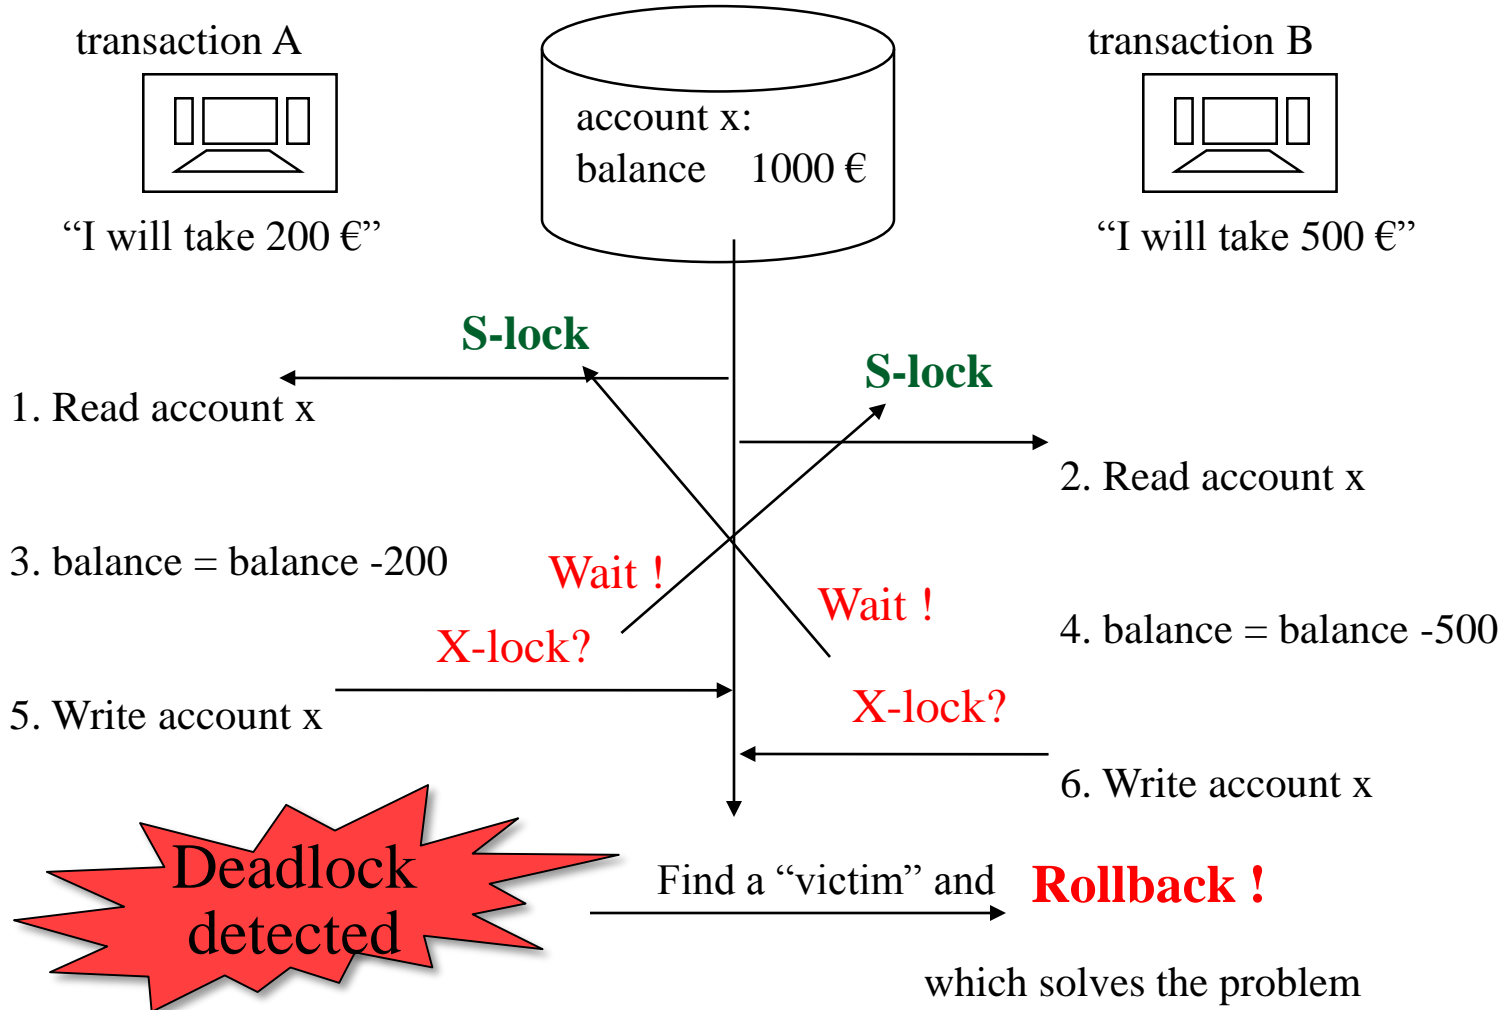 transaction A
transaction B
account x:
balance 1000 €
“I will take 200 €”
“I will take 500 €”
S-lock
S-lock
1. Read account x
2. Read account x
3. balance = balance -200
Wait !
Wait !
4. balance = balance -500
X-lock?
X-lock?
5. Write account x
6. Write account x
Deadlock
detected
Find a “victim” and
Rollback !
which solves the problem